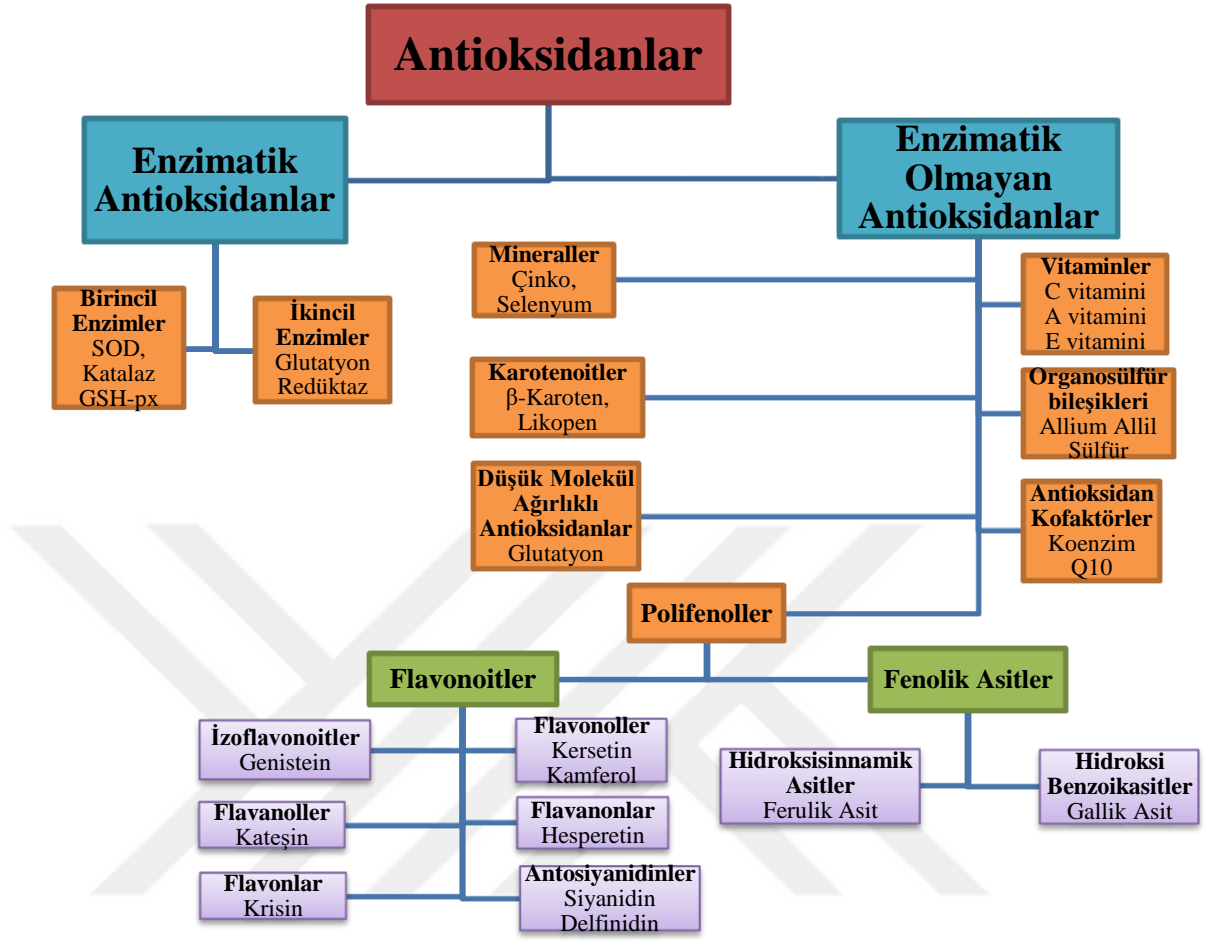 Antioksidanlar
Enzimatik
Antioksidanlar
Enzimatik
Olmayan
Antioksidanlar
Birincil
Enzimler
SOD,
Katalaz
GSH-px
İkincil
Enzimler
Glutatyon
Redüktaz
Mineraller
Çinko,
Selenyum
Vitaminler
C vitamini
A vitamini
E vitamini
Karotenoitler
β-Karoten,
Likopen
Organosülfür
bileşikleri
Allium Allil
Sülfür
Düşük Molekül
Ağırlıklı
Antioksidanlar
Glutatyon
Antioksidan
Kofaktörler
Koenzim
Q10
Polifenoller
Flavonoitler
Fenolik Asitler
İzoflavonoitler
Genistein
Flavonoller
Kersetin
Kamferol
Flavanoller
Kateşin
Flavanonlar
Hesperetin
Flavonlar
Krisin
Antosiyanidinler
Siyanidin
Delfinidin
Hidroksisinnamik
Asitler
Ferulik Asit
Hidroksi
Benzoikasitler
Gallik Asit